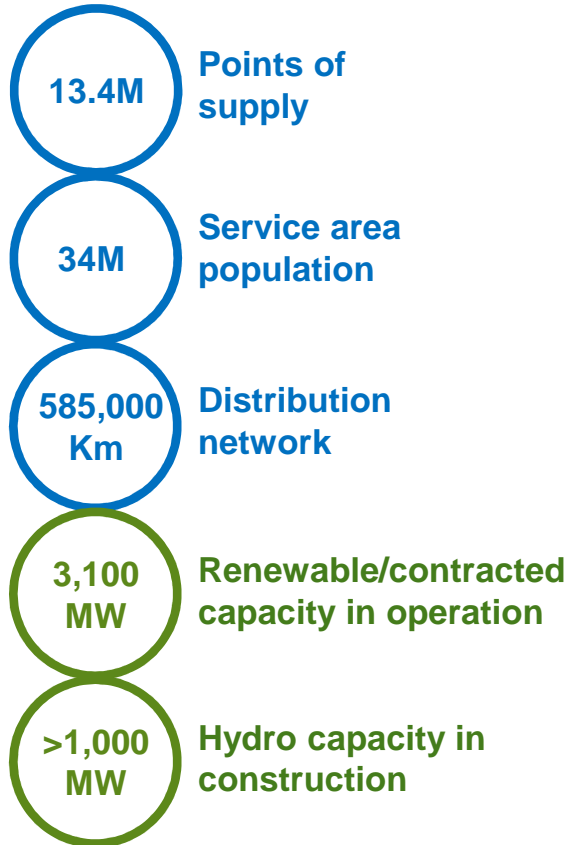 13.4M
Points of
supply
34M
Service area
population
585,000
Km
Distribution
network
3,100
MW
Renewable/contracted
capacity in operation
>1,000
MW
Hydro capacity in
construction